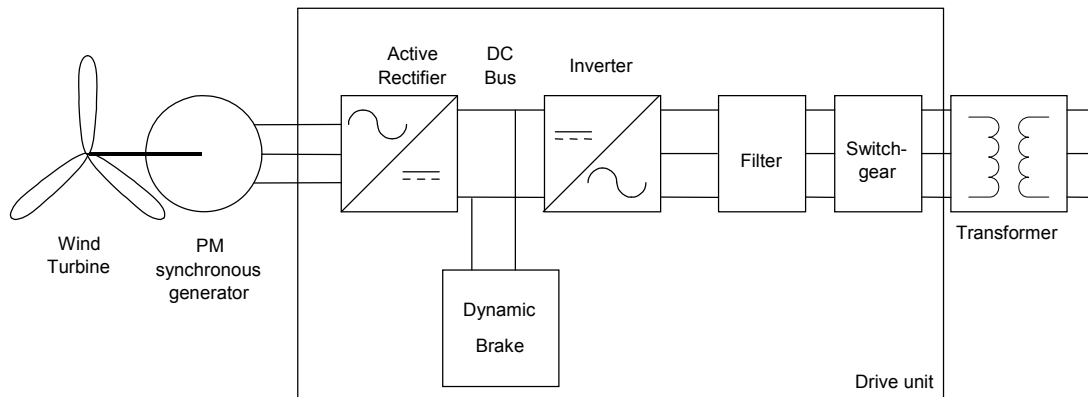 Active
Rectifier
DC
Bus
Inverter
Filter
Switch-
gear
Transformer
Wind
Turbine
PM
synchronous
generator
Dynamic
Brake
Drive unit